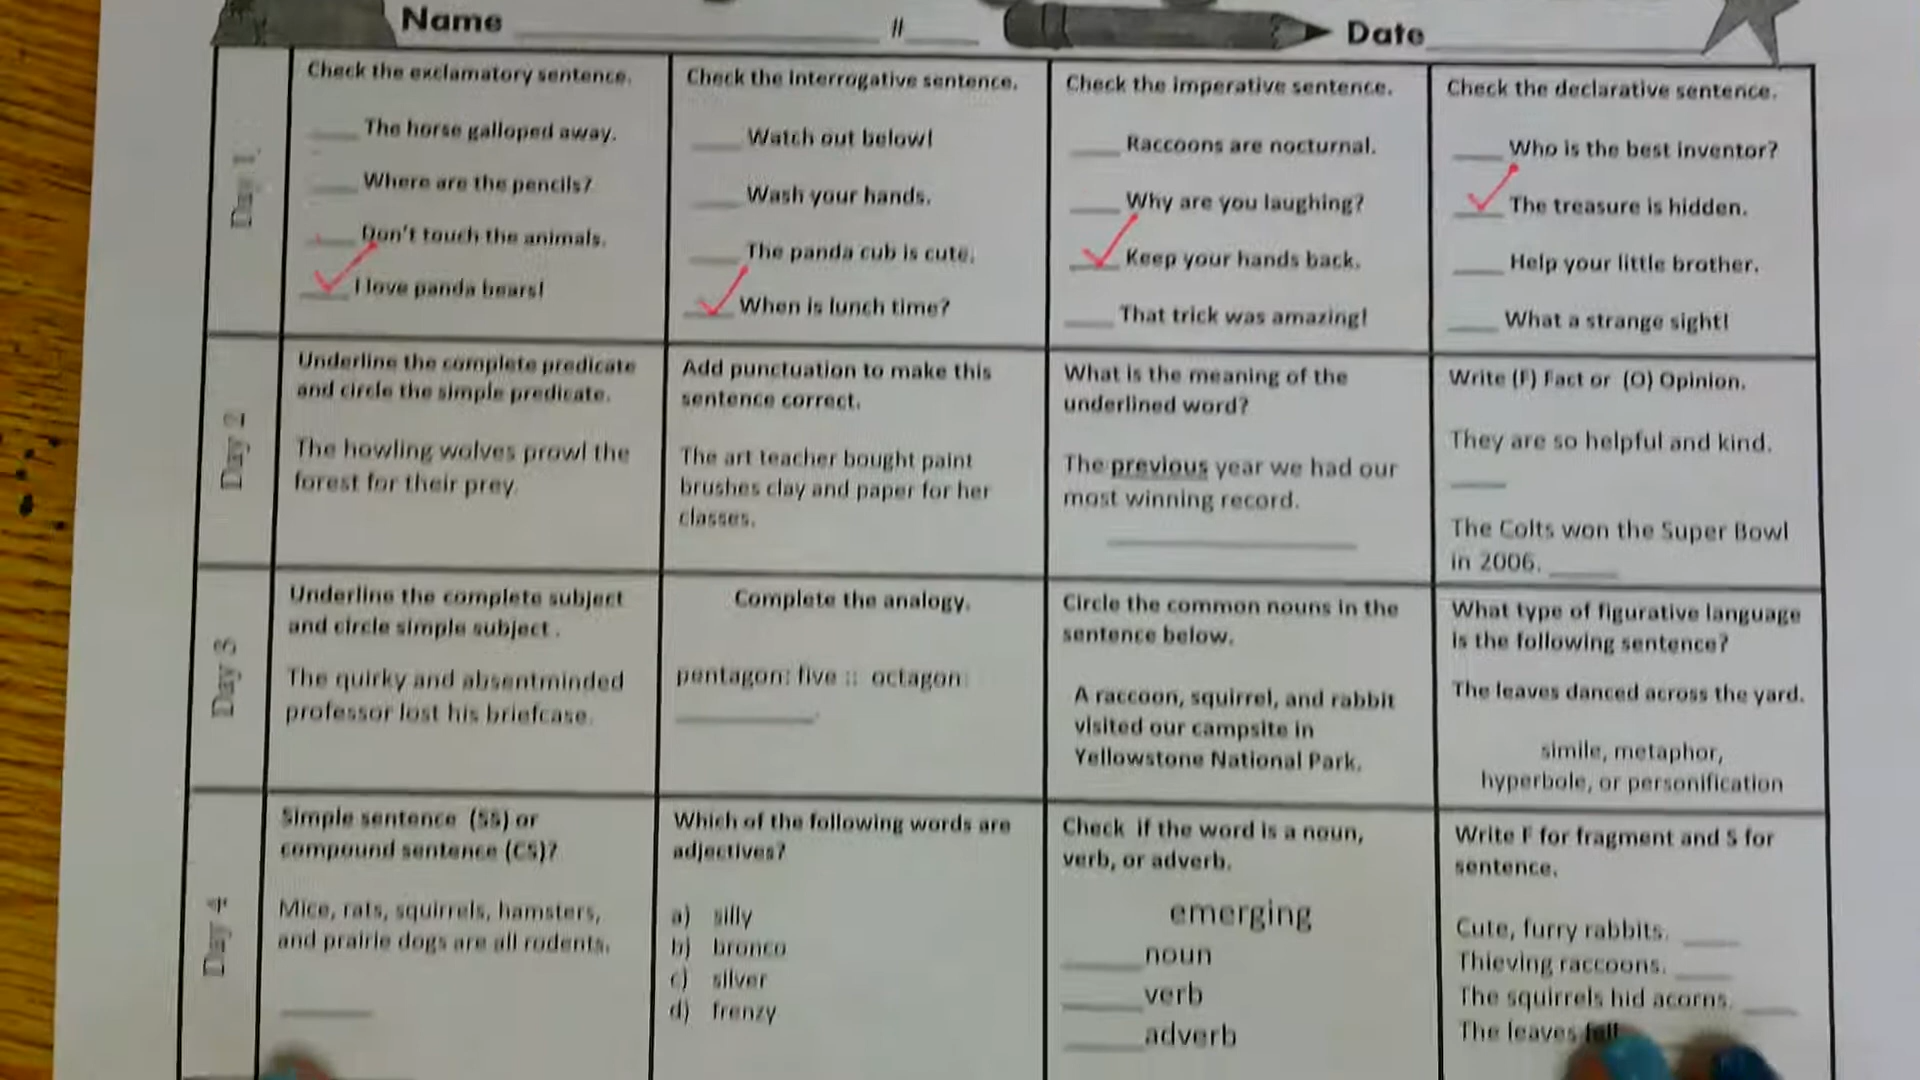 Name # Date
Day 1
Check the exclamatory sentence.
The horse galloped away.
Where are the pencils?
Don't touch the animals.
I love panda bears!
Check the interrogative sentence.
Watch out below!
Wash your hands.
The panda cub is cute.
When is lunch time?
Check the imperative sentence.
Raccoons are nocturnal.
Why are you laughing?
Keep your hands back.
That trick was amazing!
Check the declarative sentence.
Who is the best inventor?
The treasure is hidden.
Help your little brother.
What a strange sight!
Day 2
Underline the complete predicate
and circle the simple predicate.
The howling wolves prowl the
forest for their prey.
Add punctuation to make this
sentence correct.
The art teacher bought paint
brushes clay and paper for her
classes.
What is the meaning of the
underlined word?
The previous year we had our
most winning record.
Write (F) Fact or (O) Opinion.
They are so helpful and kind.
The Colts won the Super Bowl
in 2006.
Day 3
Underline the complete subject
and circle simple subject .
The quirky and absentminded
professor lost his briefcase.
Complete the analogy.
pentagon: five :: octagon:
Circle the common nouns in the
sentence below.
A raccoon, squirrel, and rabbit
visited our campsite in
Yellowstone National Park.
What type of figurative language
is the following sentence?
The leaves danced across the yard.
simile, metaphor,
hyperbole, or personification
Day 4
Simple sentence (SS) or
compound sentence (CS)?
Mice, rats, squirrels, hamsters,
and prairie dogs are all rodents.
Which of the following words are
adjectives?
a) silly
b) bronco
c) silver
d) frenzy
Check if the word is a noun,
verb, or adverb.
emerging
noun
verb
adverb
Write F for fragment and S for
sentence.
Cute, furry rabbits.
Thieving raccoons.
The squirrels hid acorns.
The leaves fell